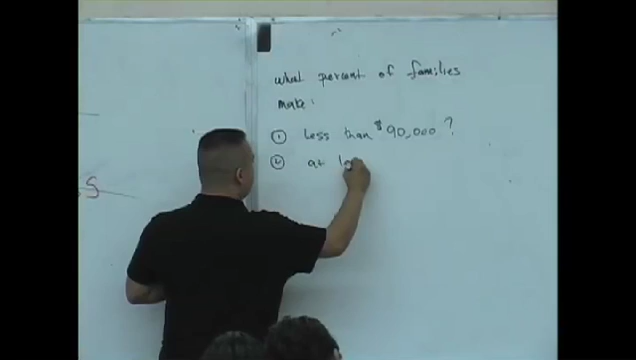 what percent of families
make:
① less than $90,000?
② at
S